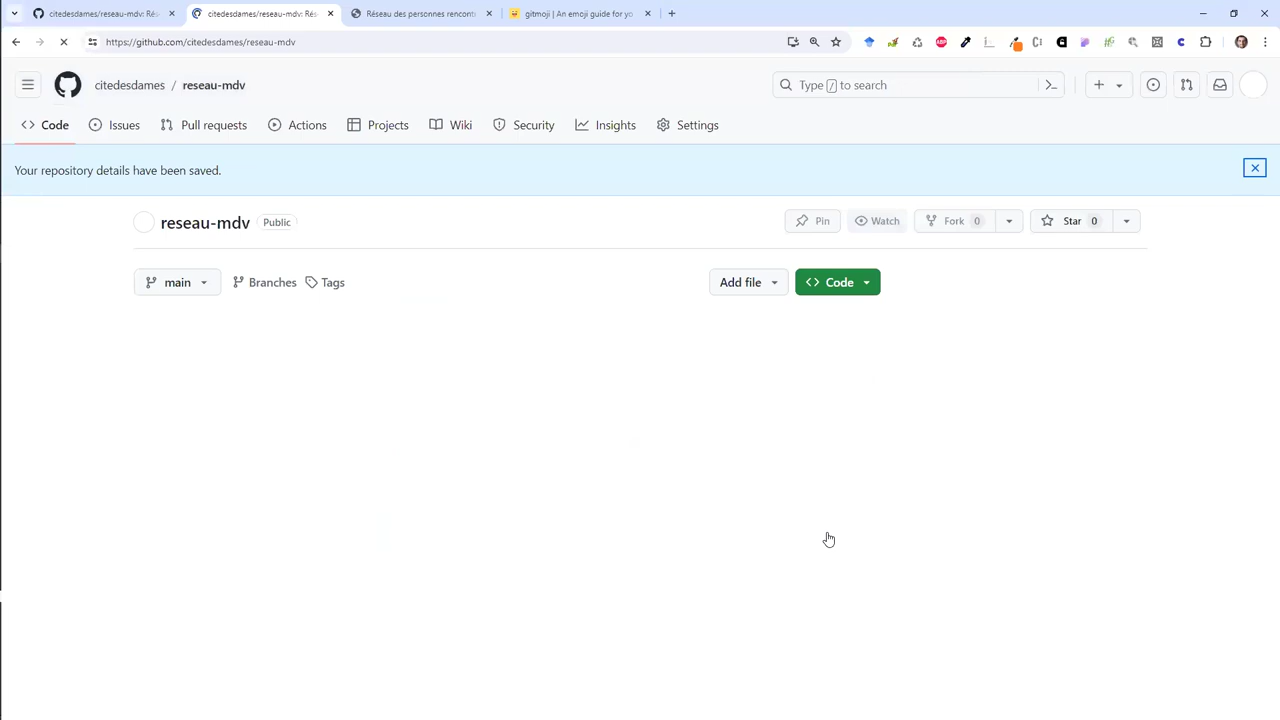 citedesdames/reseau-mdv: Rés
citedesdames/reseau-mdv: Rés
Réseau des personnes rencontr
gitmoji | An emoji guide for yo
https://github.com/citedesdames/reseau-mdv
citedesdames / reseau-mdv
Type / to search
Code
Issues
Pull requests
Actions
Projects
Wiki
Security
Insights
Settings
Your repository details have been saved.
reseau-mdv
Public
Pin
Watch
Fork 0
Star 0
main
Branches
Tags
Add file
Code